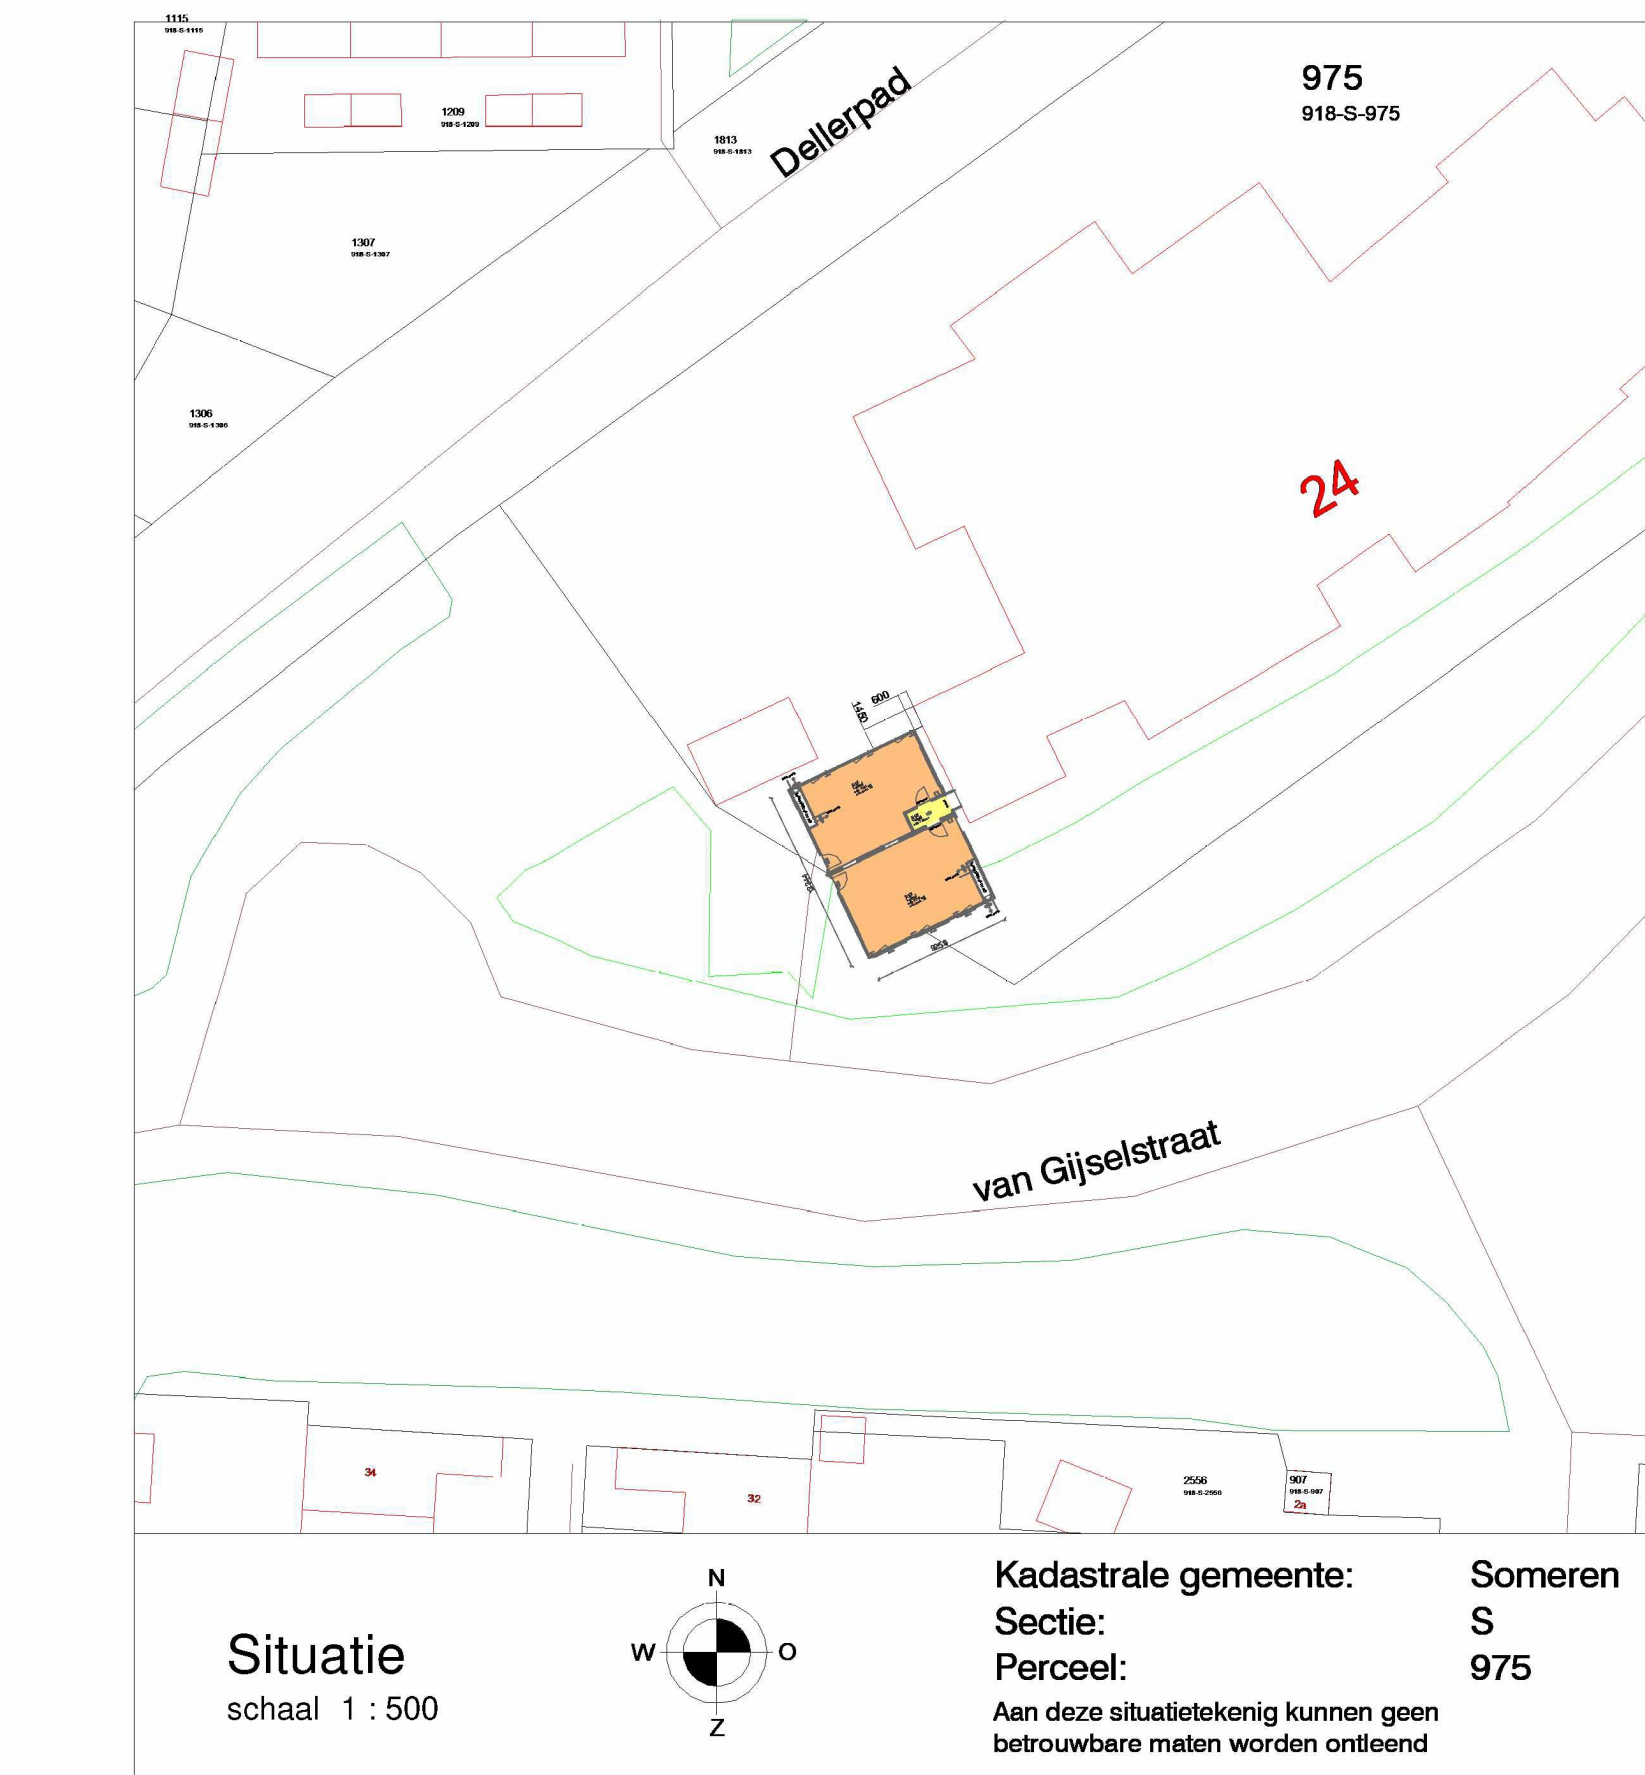 1115
918-S-1115
975
918-S-975
Dellerpad
1209
918-S-1209
1813
918-S-1813
1307
918-S-1307
1306
918-S-1306
24
600
1450
van Gijselstraat
34
32
2556
918-S-2556
907
918-S-907
2a
N
W
O
Z
Situatie
schaal 1 : 500
Kadastrale gemeente: Someren
Sectie: S
Perceel: 975
Aan deze situatietekenig kunnen geen
betrouwbare maten worden ontleend